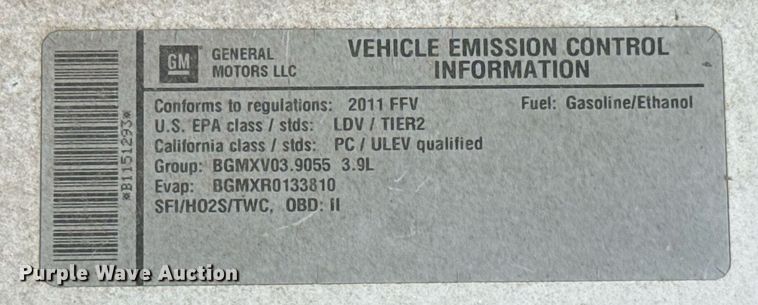 GM
GENERAL
MOTORS LLC
VEHICLE EMISSION CONTROL
INFORMATION
Conforms to regulations: 2011 FFV
Fuel: Gasoline/Ethanol
U.S. EPA class / stds: LDV / TIER2
California class / stds: PC / ULEV qualified
Group: BGMXV03.9055 3.9L
Evap: BGMXR0133810
SFI/HO2S/TWC, OBD: II
*B1151293*
Purple Wave Auction